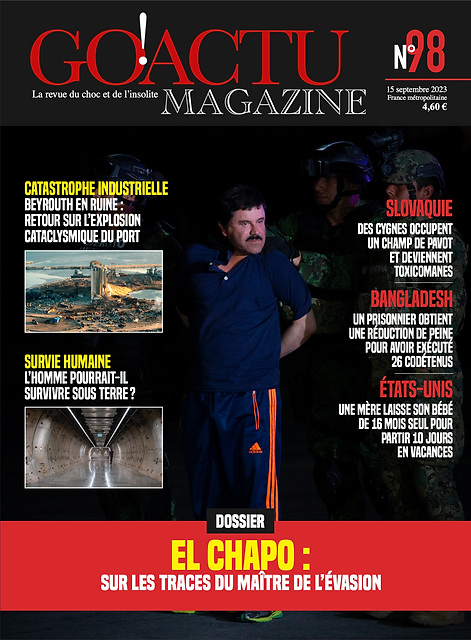 GO!ACTU
MAGAZINE
La revue du choc et de l'insolite
N°98
15 septembre 2023
France métropolitaine
4,60 €
CATASTROPHE INDUSTRIELLE
BEYROUTH EN RUINE :
RETOUR SUR L'EXPLOSION
CATACLYSMIQUE DU PORT
SURVIE HUMAINE
L'HOMME POURRAIT-IL
SURVIVRE SOUS TERRE ?
SLOVAQUIE
DES CYGNES OCCUPENT
UN CHAMP DE PAVOT
ET DEVIENNENT
TOXICOMANES
BANGLADESH
UN PRISONNIER OBTIENT
UNE RÉDUCTION DE PEINE
POUR AVOIR EXÉCUTÉ
26 CODÉTENUS
ÉTATS-UNIS
UNE MÈRE LAISSE SON BÉBÉ
DE 16 MOIS SEUL POUR
PARTIR 10 JOURS
EN VACANCES
adidas
DOSSIER
EL CHAPO :
SUR LES TRACES DU MAÎTRE DE L'ÉVASION